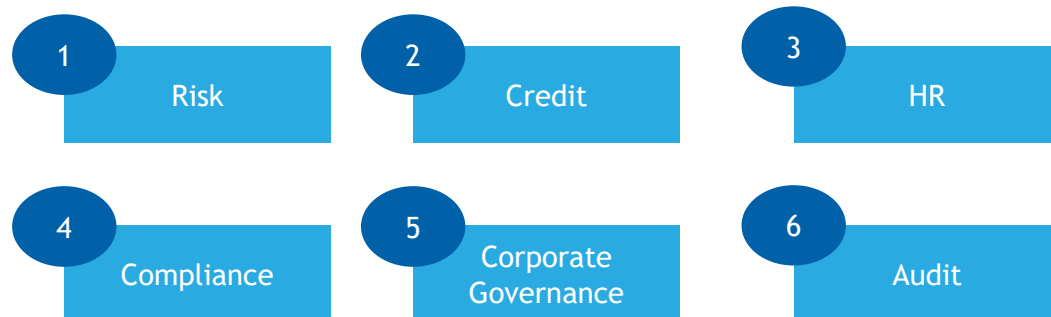 1
Risk
2
Credit
3
HR
4
Compliance
5
Corporate
Governance
6
Audit